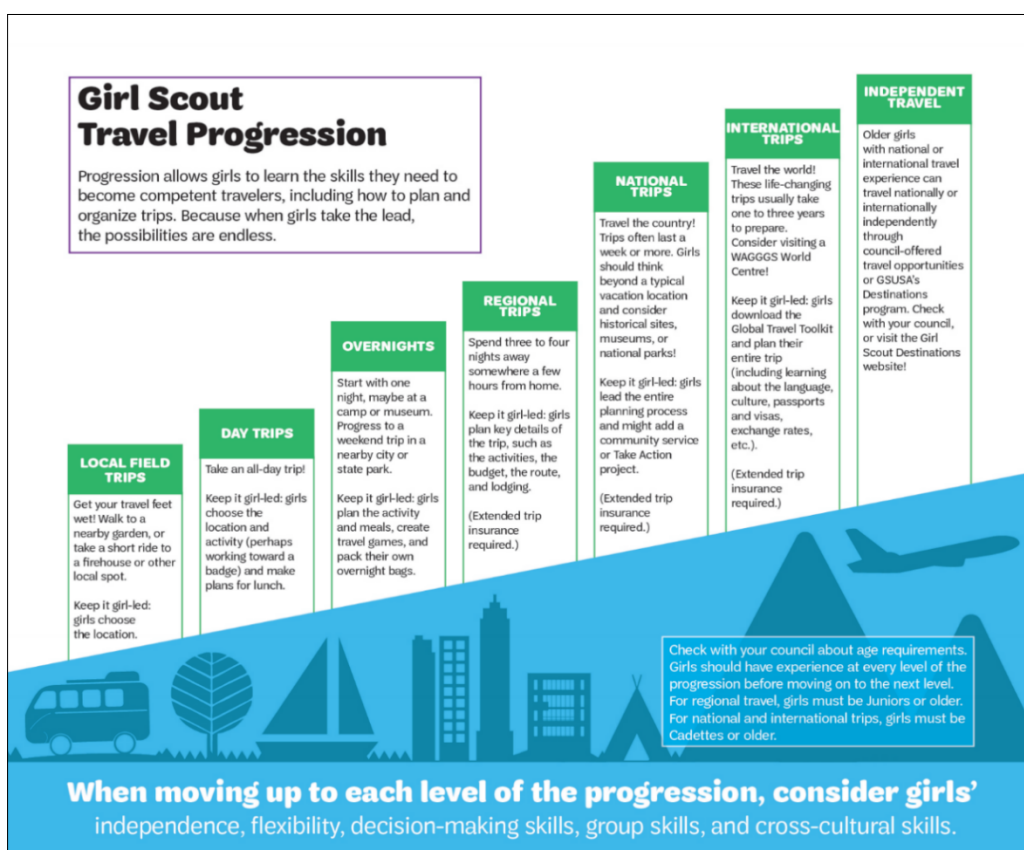 Girl Scout
Travel Progression
Progression allows girls to learn the skills they need to
become competent travelers, including how to plan and
organize trips. Because when girls take the lead,
the possibilities are endless.
LOCAL FIELD
TRIPS
Get your travel feet
wet! Walk to a
nearby garden, or
take a short ride to
a firehouse or other
local spot.
Keep it girl-led:
girls choose
the location.
DAY TRIPS
Take an all-day trip!
Keep it girl-led: girls
choose the
location and
activity (perhaps
working toward a
badge) and make
plans for lunch.
OVERNIGHTS
Start with one
night, maybe at a
camp or museum.
Progress to a
weekend trip in a
nearby city or
state park.
Keep it girl-led: girls
plan the activity
and meals, create
travel games, and
pack their own
overnight bags.
REGIONAL
TRIPS
Spend three to four
nights away
somewhere a few
hours from home.
Keep it girl-led: girls
plan key details of
the trip, such as
the activities, the
budget, the route,
and lodging.
(Extended trip
insurance
required.)
NATIONAL
TRIPS
Travel the country!
Trips often last a
week or more. Girls
should think
beyond a typical
vacation location
and consider
historical sites,
museums, or
national parks!
Keep it girl-led: girls
lead the entire
planning process
and might add a
community service
or Take Action
project.
(Extended trip
insurance
required.)
INTERNATIONAL
TRIPS
Travel the world!
These life-changing
trips usually take
one to three years
to prepare.
Consider visiting a
WAGGGS World
Centre!
Keep it girl-led: girls
download the
Global Travel Toolkit
and plan their
entire trip
(including learning
about the language,
culture, passports
and visas,
exchange rates,
etc.).
(Extended trip
insurance
required.)
INDEPENDENT
TRAVEL
Older girls
with national or
international travel
experience can
travel nationally or
internationally
independently
through
council-offered
travel opportunities
or GSUSA's
Destinations
program. Check
with your council,
or visit the Girl
Scout Destinations
website!
Check with your council about age requirements.
Girls should have experience at every level of the
progression before moving on to the next level.
For regional travel, girls must be Juniors or older.
For national and international trips, girls must be
Cadettes or older.
When moving up to each level of the progression, consider girls'
independence, flexibility, decision-making skills, group skills, and cross-cultural skills.